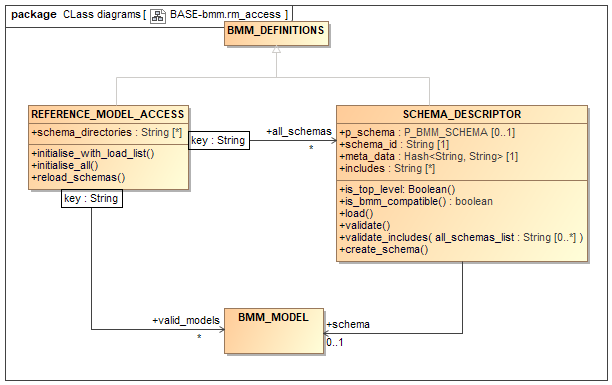 package CLass diagrams [ BASE-bmm.rm_access ]
BMM_DEFINITIONS
REFERENCE_MODEL_ACCESS
+schema_directories : String [*]
+initialise_with_load_list()
+initialise_all()
+reload_schemas()
key : String
+all_schemas
*
SCHEMA_DESCRIPTOR
+p_schema : P_BMM_SCHEMA [0..1]
+schema_id : String [1]
+meta_data : Hash<String, String> [1]
+includes : String [*]
+is_top_level: Boolean()
+is_bmm_compatible() : boolean
+load()
+validate()
+validate_includes( all_schemas_list : String [0..*] )
+create_schema()
key : String
+valid_models
*
BMM_MODEL
+schema
0..1